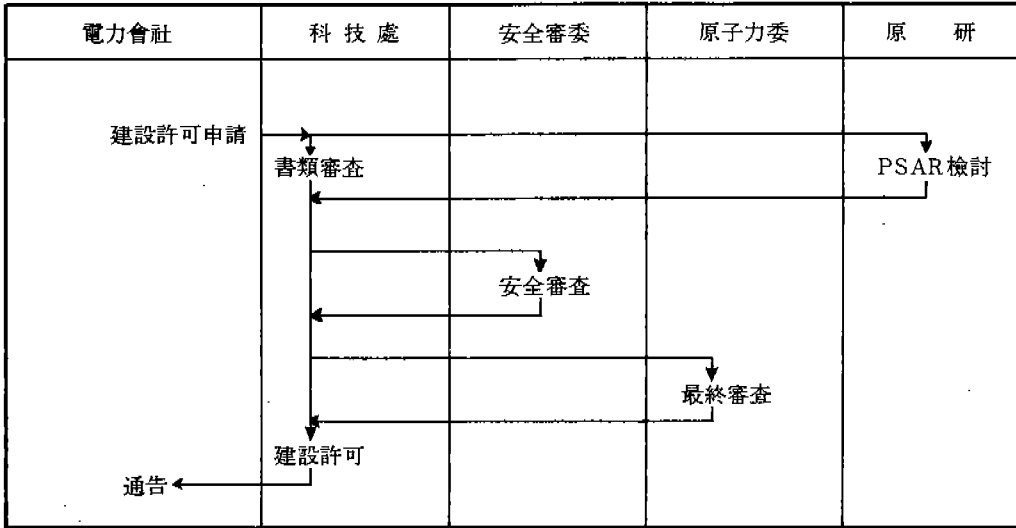 電力會社 科技處 安全審委 原子力委 原研
建設許可申請
書類審査 PSAR檢討
安全審査
最終審査
建設許可
通告